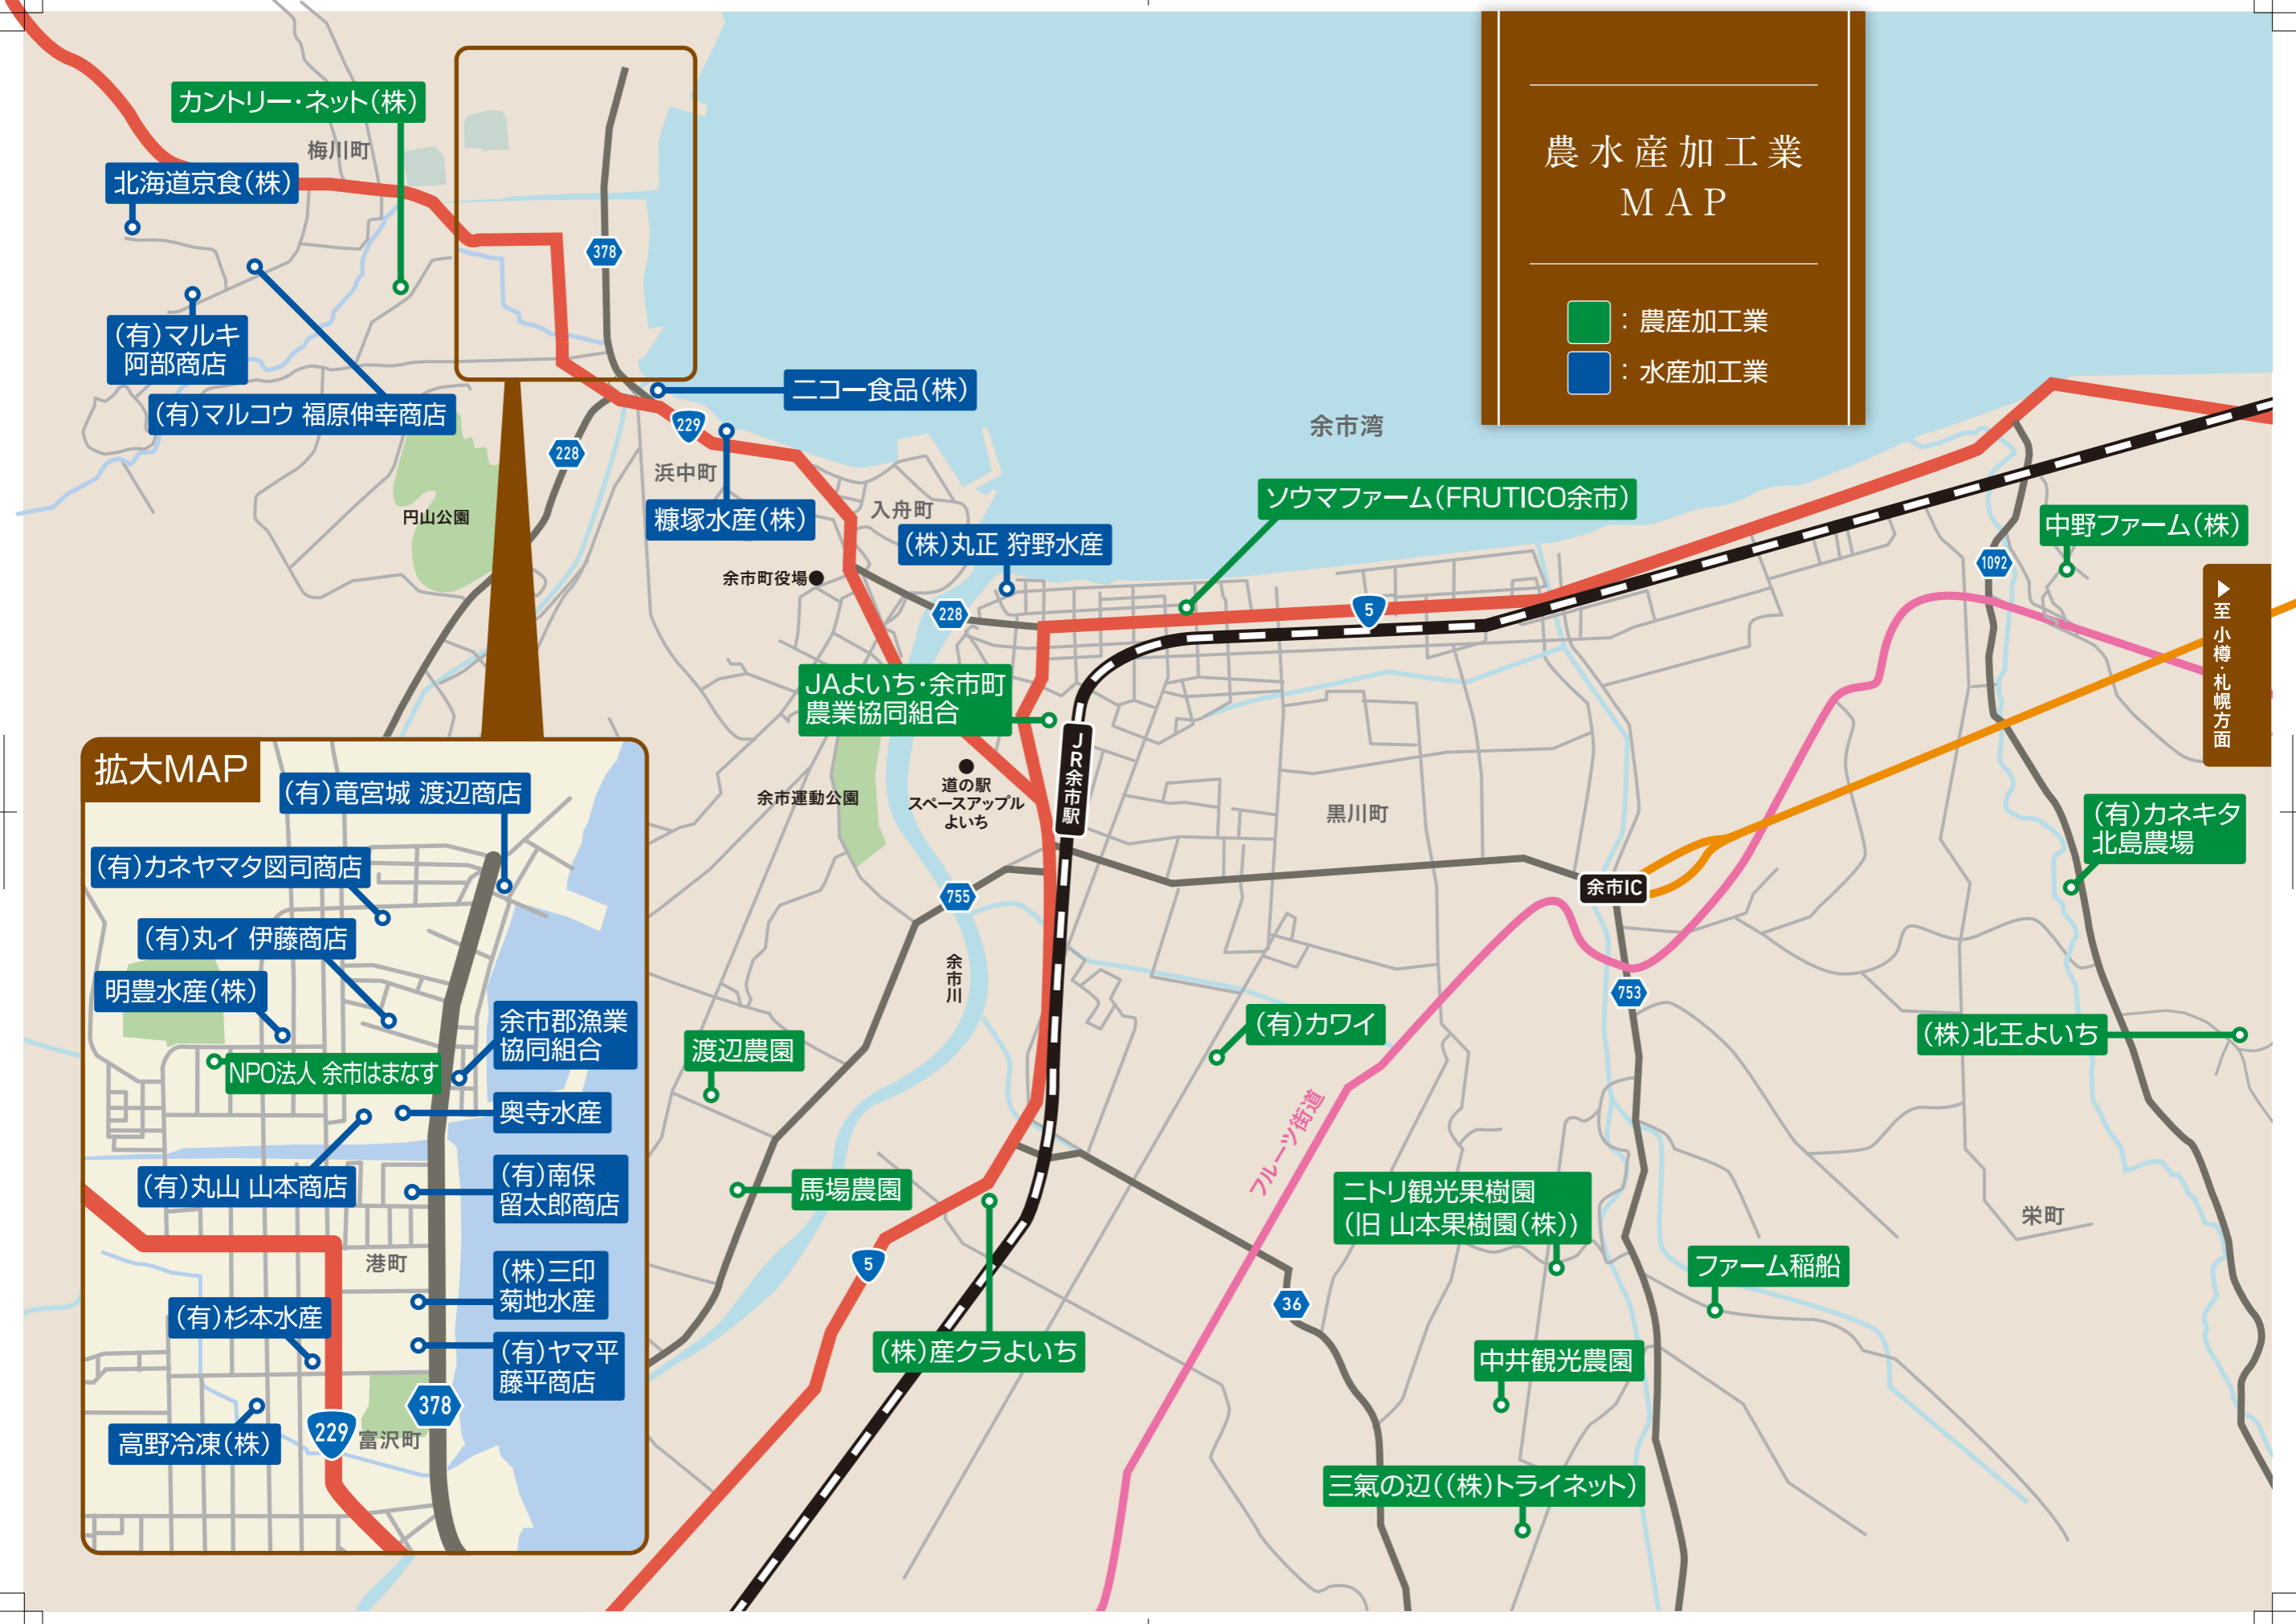 農水産加工業
MAP
：農産加工業
：水産加工業
カントリー・ネット(株)
梅川町
北海道京食(株)
378
(有)マルキ
阿部商店
(有)マルコウ 福原伸幸商店
ニコー食品(株)
229
228
浜中町
円山公園
糠塚水産(株)
入舟町
(株)丸正 狩野水産
余市町役場
228
余市湾
ソウマファーム(FRUTICO余市)
5
中野ファーム(株)
1092
至 小樽・札幌方面
JAよいち・余市町
農業協同組合
JR余市駅
道の駅
スペースアップル
よいち
余市運動公園
黒川町
余市IC
(有)カネキタ
北島農場
755
余市川
753
(株)北王よいち
(有)カワイ
渡辺農園
フルーツ街道
馬場農園
ニトリ観光果樹園
(旧 山本果樹園(株))
栄町
5
ファーム稲船
36
(株)産クラよいち
中井観光農園
三氣の辺((株)トライネット)
拡大MAP
(有)竜宮城 渡辺商店
(有)カネヤマタ図司商店
(有)丸イ 伊藤商店
明豊水産(株)
余市郡漁業
協同組合
NPO法人 余市はまなす
奥寺水産
(有)丸山 山本商店
(有)南保
留太郎商店
港町
(株)三印
菊地水産
(有)杉本水産
(有)ヤマ平
藤平商店
378
229
富沢町
高野冷凍(株)